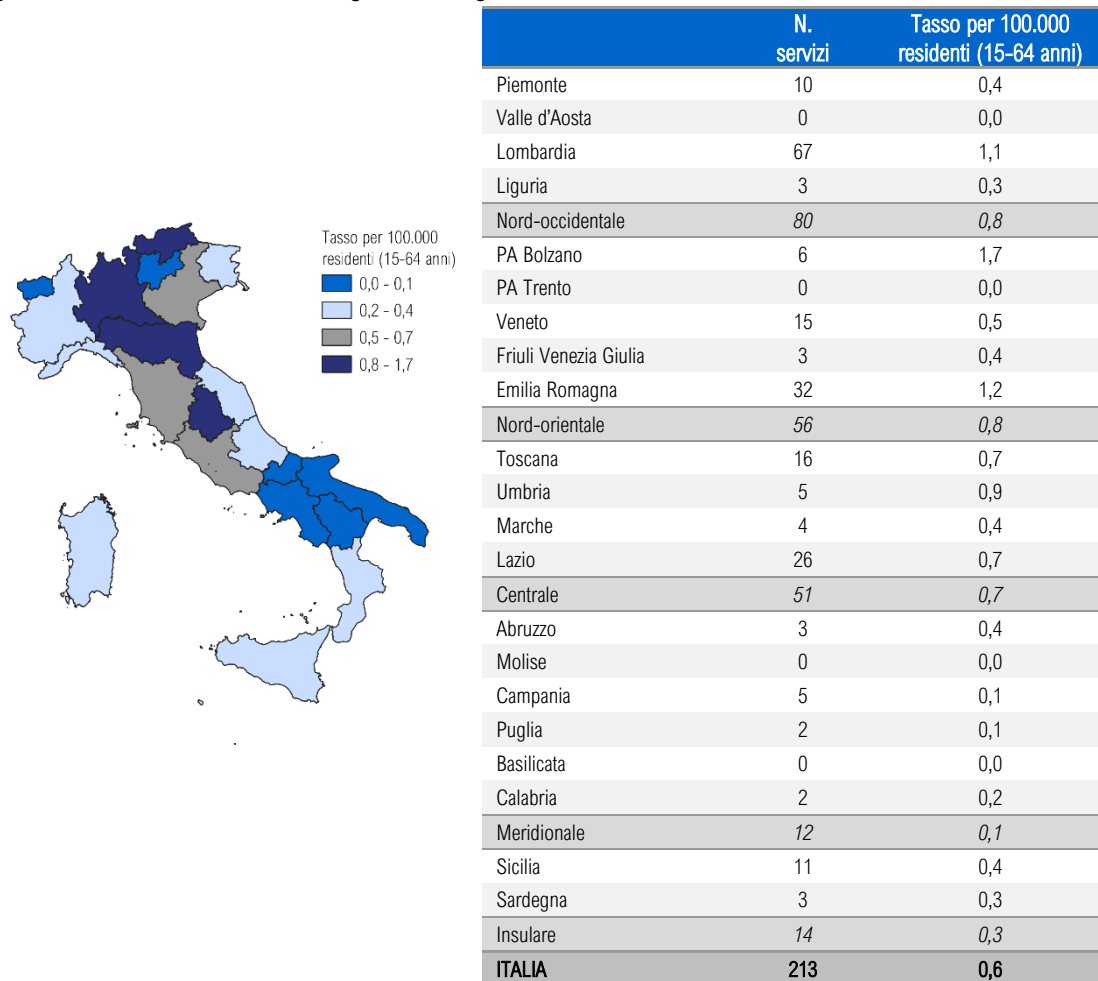 Tasso per 100.000
residenti (15-64 anni)
0,0 - 0,1
0,2 - 0,4
0,5 - 0,7
0,8 - 1,7
N.
servizi
Tasso per 100.000
residenti (15-64 anni)
Piemonte 10 0,4
Valle d'Aosta 0 0,0
Lombardia 67 1,1
Liguria 3 0,3
Nord-occidentale 80 0,8
PA Bolzano 6 1,7
PA Trento 0 0,0
Veneto 15 0,5
Friuli Venezia Giulia 3 0,4
Emilia Romagna 32 1,2
Nord-orientale 56 0,8
Toscana 16 0,7
Umbria 5 0,9
Marche 4 0,4
Lazio 26 0,7
Centrale 51 0,7
Abruzzo 3 0,4
Molise 0 0,0
Campania 5 0,1
Puglia 2 0,1
Basilicata 0 0,0
Calabria 2 0,2
Meridionale 12 0,1
Sicilia 11 0,4
Sardegna 3 0,3
Insulare 14 0,3
ITALIA 213 0,6